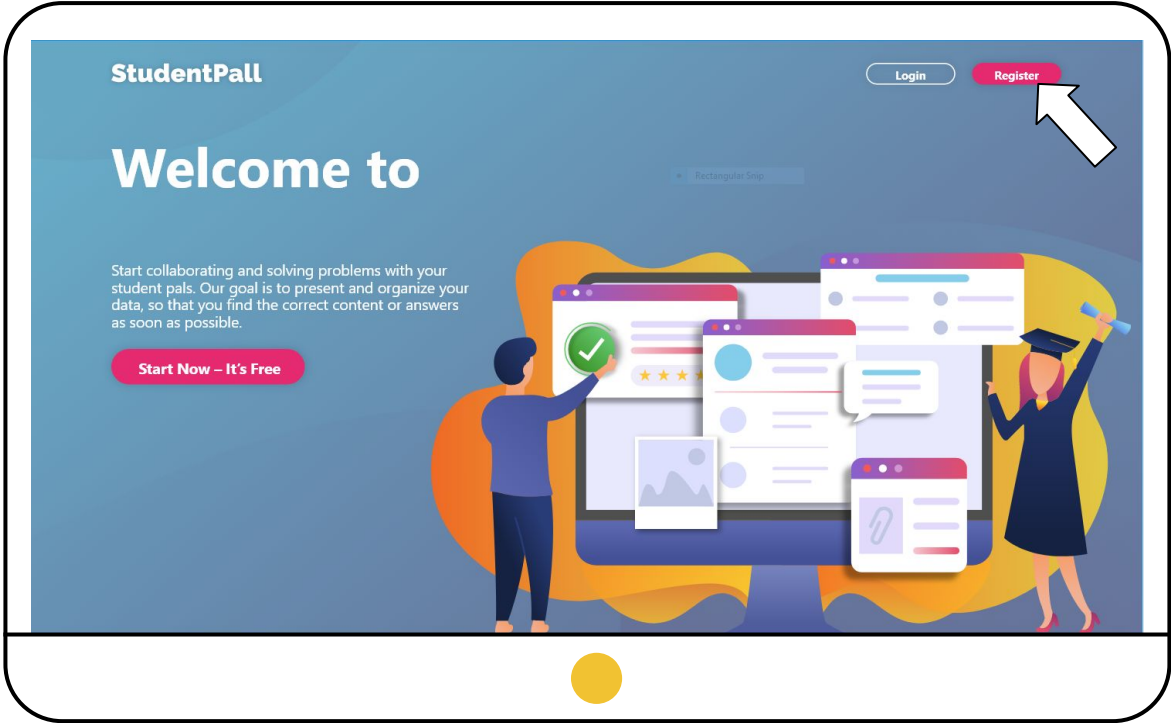 StudentPall
Login
Register
Welcome to
Rectangular Snip
Start collaborating and solving problems with your
student pals. Our goal is to present and organize your
data, so that you find the correct content or answers
as soon as possible.
Start Now – It's Free